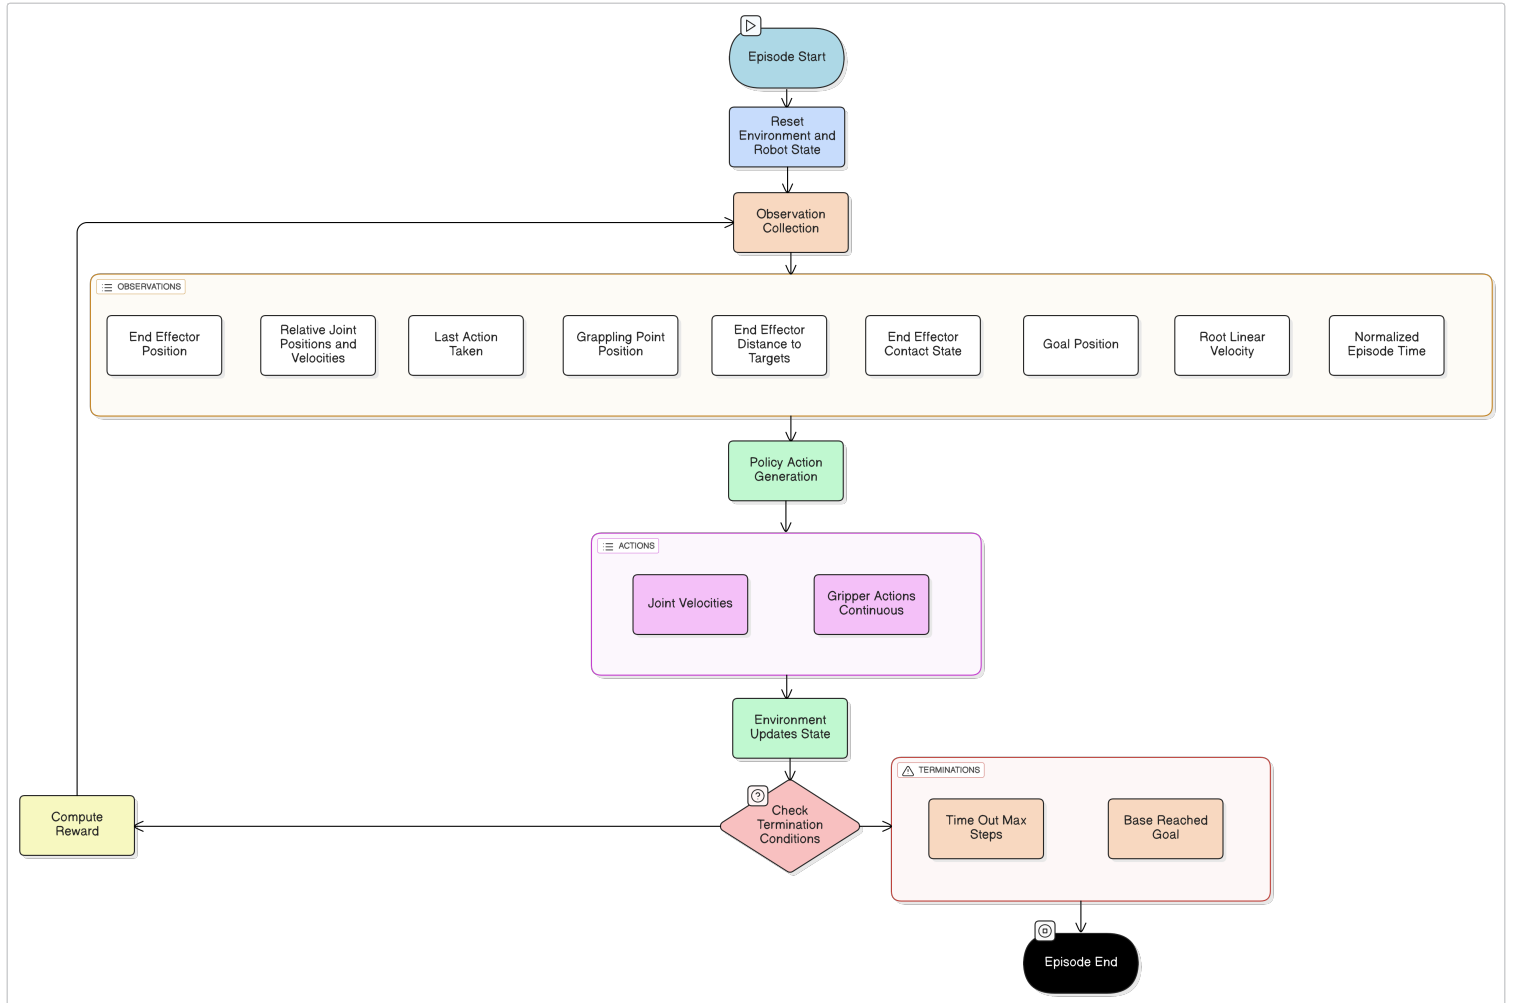 Episode Start
Reset
Environment and
Robot State
Observation
Collection
OBSERVATIONS
End Effector
Position
Relative Joint
Positions and
Velocities
Last Action
Taken
Grappling Point
Position
End Effector
Distance to
Targets
End Effector
Contact State
Goal Position
Root Linear
Velocity
Normalized
Episode Time
Policy Action
Generation
ACTIONS
Joint Velocities
Gripper Actions
Continuous
Environment
Updates State
Check
Termination
Conditions
Compute
Reward
TERMINATIONS
Time Out Max
Steps
Base Reached
Goal
Episode End